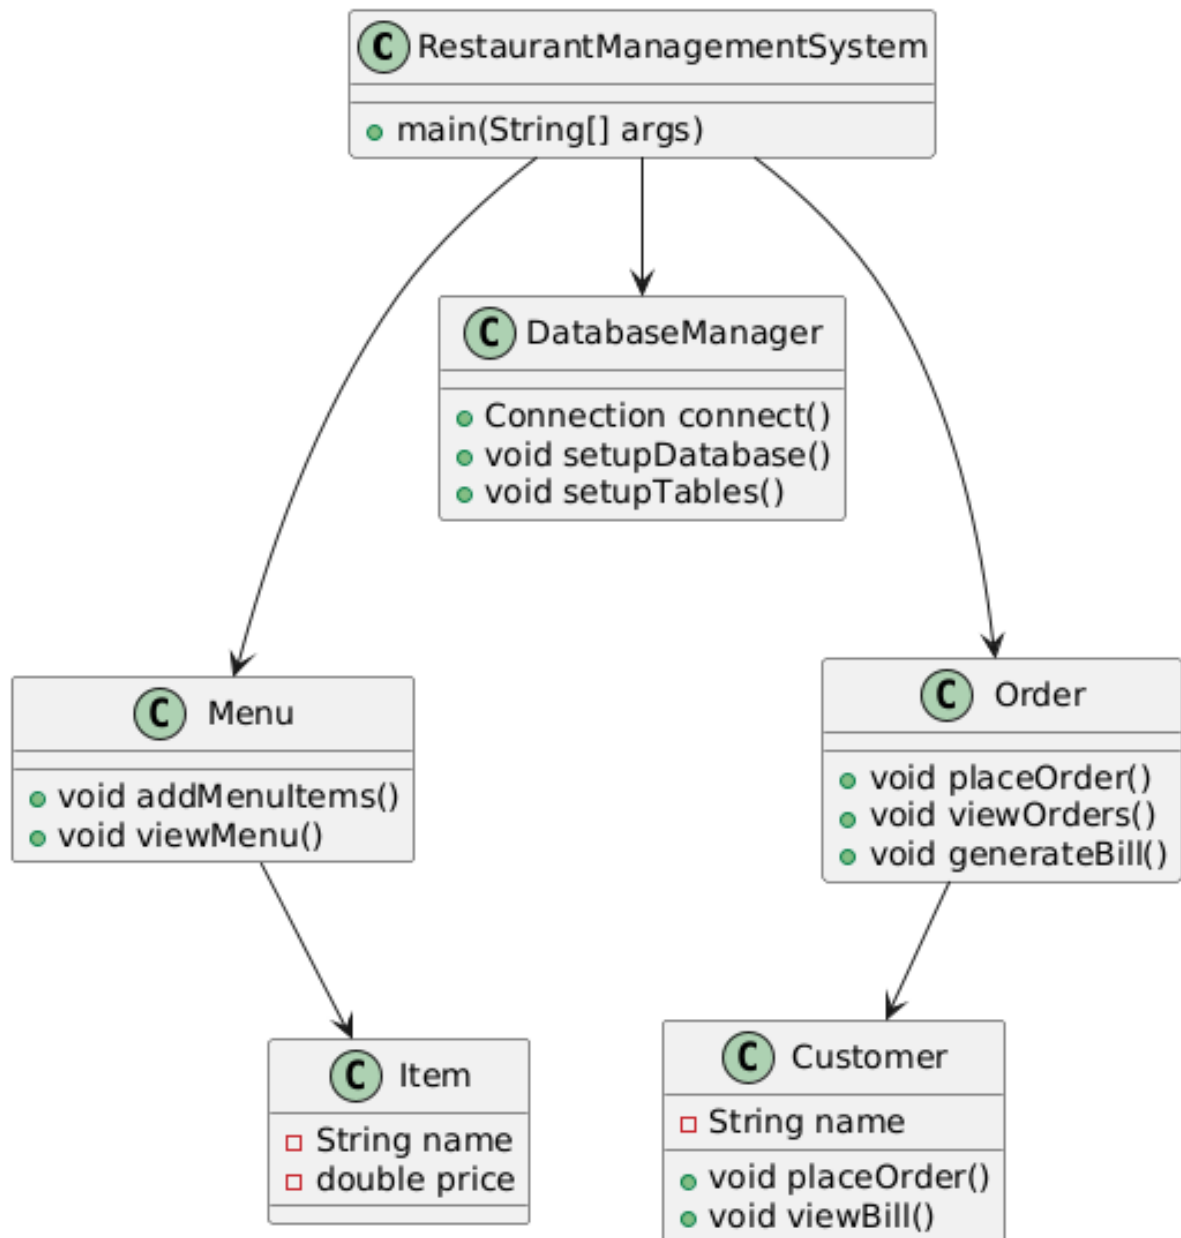 C RestaurantManagementSystem
main(String[] args)
C DatabaseManager
Connection connect()
void setupDatabase()
void setupTables()
C Menu
void addMenuItems()
void viewMenu()
C Order
void placeOrder()
void viewOrders()
void generateBill()
C Item
String name
double price
C Customer
String name
void placeOrder()
void viewBill()